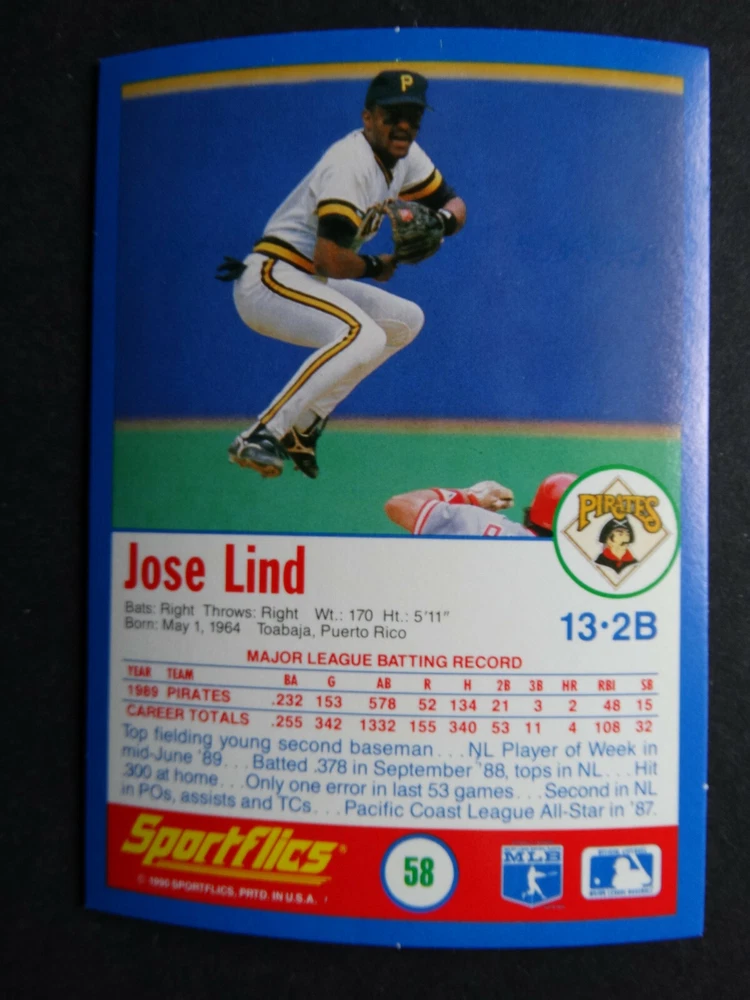 P
PIRATES
Jose Lind
Bats: Right Throws: Right Wt.: 170 Ht.: 5'11"
Born: May 1, 1964 Toabaja, Puerto Rico
13•2B
MAJOR LEAGUE BATTING RECORD
YEAR TEAM BA G AB R H 2B 3B HR RBI SB
1989 PIRATES .232 153 578 52 134 21 3 2 48 15
CAREER TOTALS .255 342 1332 155 340 53 11 4 108 32
Top fielding young second baseman . . . NL Player of Week in
mid-June '89 . . . Batted .378 in September '88, tops in NL . . . Hit
.300 at home . . . Only one error in last 53 games . . . Second in NL
in POs, assists and TCs . . . Pacific Coast League All-Star in '87.
Sportflics®
© 1990 SPORTFLICS, PRTD. IN U.S.A.
58
MLB